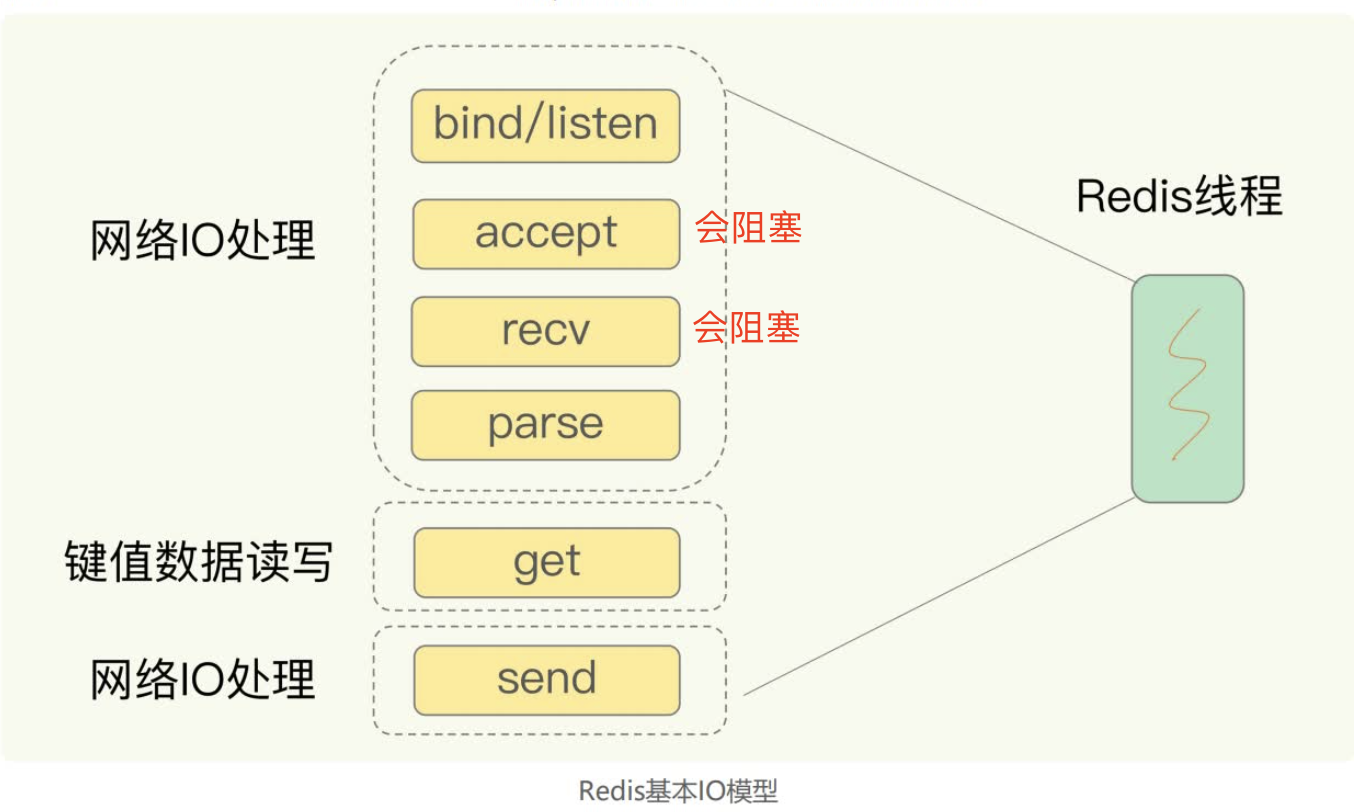 bind/listen
网络IO处理
accept
会阻塞
recv
会阻塞
parse
Redis线程
键值数据读写
get
网络IO处理
send
Redis基本IO模型